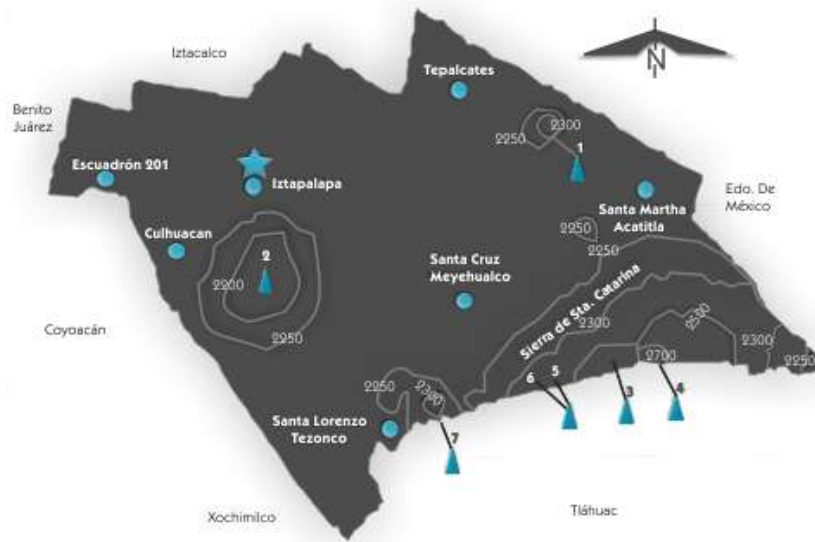 Iztacalco
Tepalcates
N
Benito
Juárez
2300
2250
1
Escuadrón 201
Iztapalapa
Edo. De
México
Santa Martha
Acatitla
Culhuacan
2250
2250
2
Santa Cruz
Meyehualco
2200
Sierra de Sta. Catarina
2500
Coyoacán
2300
2300
2250
2700
2250
2250
2300
6
5
3
4
Santa Lorenzo
Tezonco
7
Xochimilco
Tláhuac